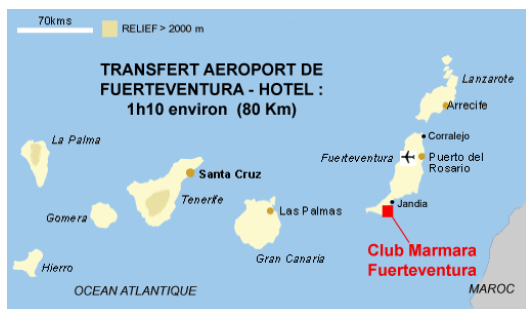 70kms
RELIEF > 2000 m
TRANSFERT AEROPORT DE
FUERTEVENTURA - HOTEL :
1h10 environ (80 Km)
Lanzarote
Arrecife
La Palma
Corralejo
Fuerteventura
Puerto del
Rosario
Santa Cruz
Tenerife
Jandia
Gomera
Las Palmas
Club Marmara
Fuerteventura
Gran Canaria
Hierro
OCEAN ATLANTIQUE
MAROC